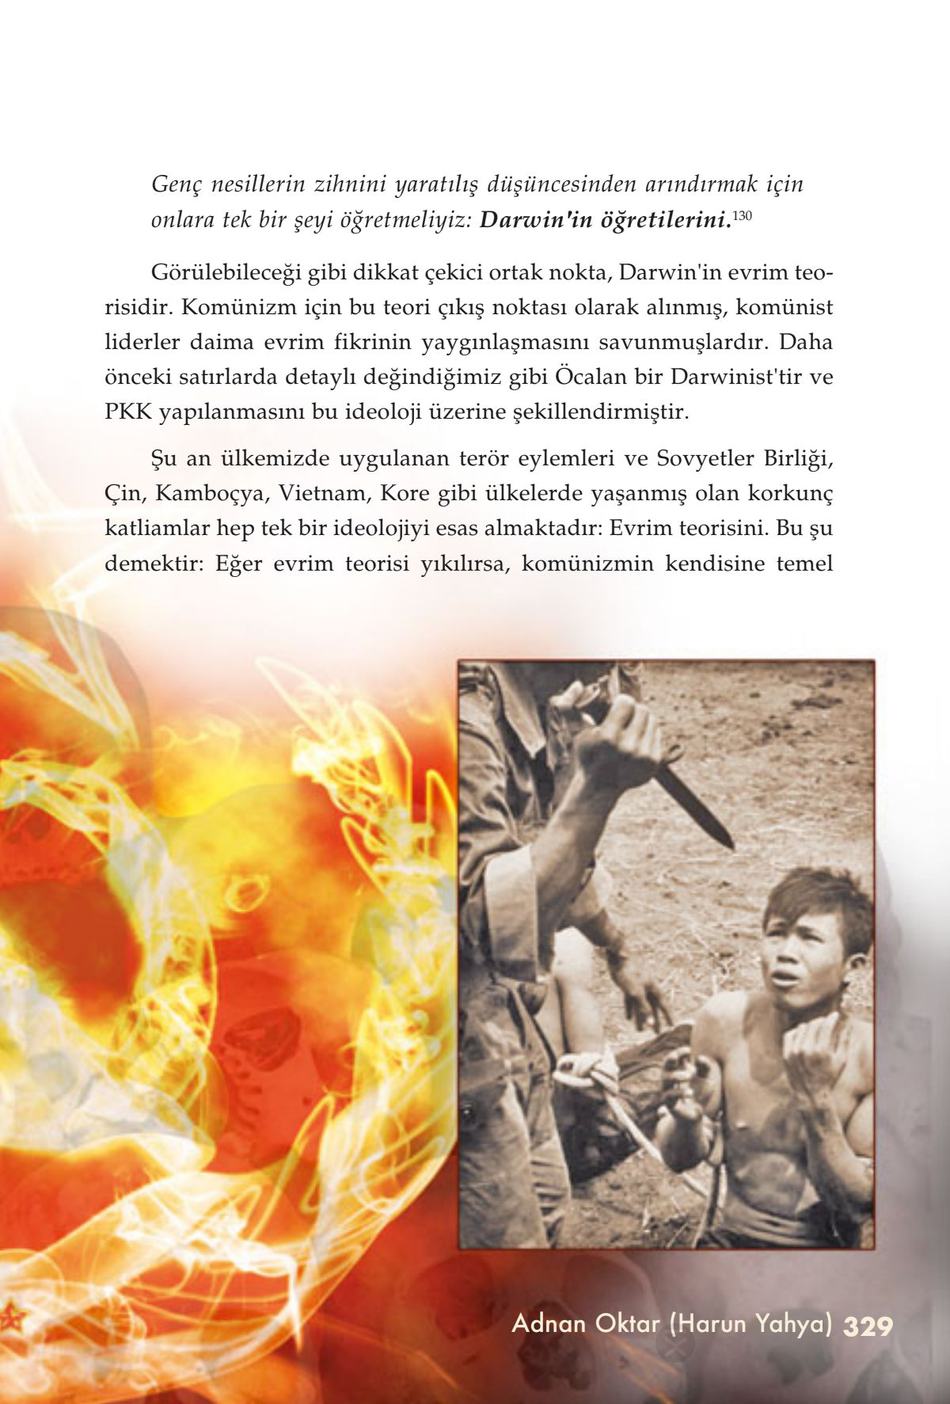 Genç nesillerin zihnini yaratılış düşüncesinden arındırmak için
onlara tek bir şeyi öğretmeliyiz: Darwin'in öğretilerini.130
Görülebileceği gibi dikkat çekici ortak nokta, Darwin'in evrim teo-
risidir. Komünizm için bu teori çıkış noktası olarak alınmış, komünist
liderler daima evrim fikrinin yaygınlaşmasını savunmuşlardır. Daha
önceki satırlarda detaylı değindiğimiz gibi Öcalan bir Darwinist'tir ve
PKK yapılanmasını bu ideoloji üzerine şekillendirmiştir.
Şu an ülkemizde uygulanan terör eylemleri ve Sovyetler Birliği,
Çin, Kamboçya, Vietnam, Kore gibi ülkelerde yaşanmış olan korkunç
katliamlar hep tek bir ideolojiyi esas almaktadır: Evrim teorisini. Bu şu
demektir: Eğer evrim teorisi yıkılırsa, komünizmin kendisine temel
Adnan Oktar (Harun Yahya) 329